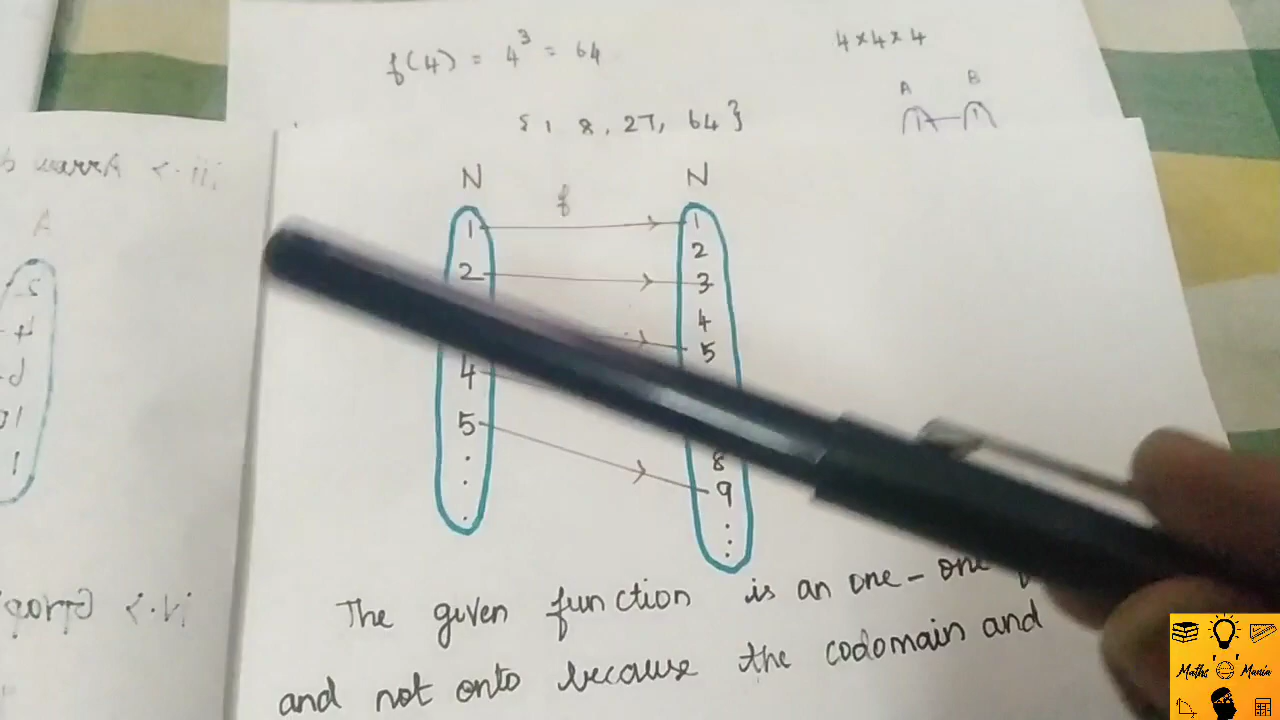 f(4) = 4³ = 64
4×4×4
A B
{ 1 8, 27, 64 }
N N
f
1 1
2
2 3
4
5
4
5
8
9
The given function is an one-one
and not onto because the codomain and
Maths Mania